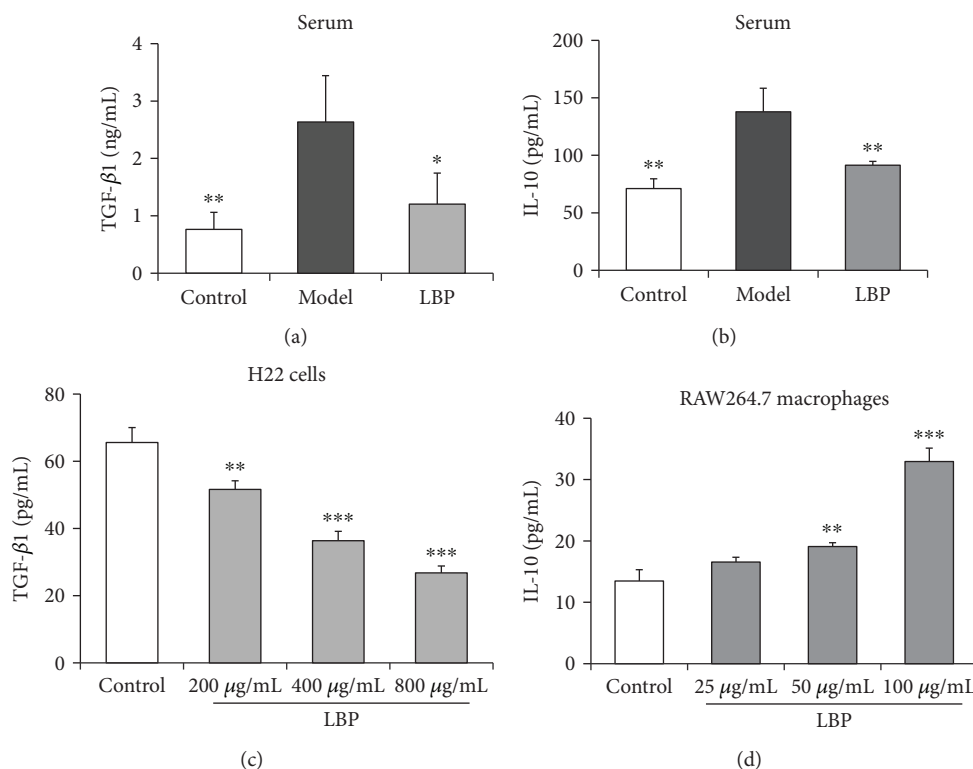 Serum
TGF-β1 (ng/mL)
4
3
2
1
0
**
*
Control Model LBP
(a)
Serum
IL-10 (pg/mL)
200
150
100
50
0
**
**
Control Model LBP
(b)
H22 cells
TGF-β1 (pg/mL)
80
60
40
20
0
**
***
***
Control 200 μg/mL 400 μg/mL 800 μg/mL
LBP
(c)
RAW264.7 macrophages
IL-10 (pg/mL)
40
30
20
10
0
**
***
Control 25 μg/mL 50 μg/mL 100 μg/mL
LBP
(d)